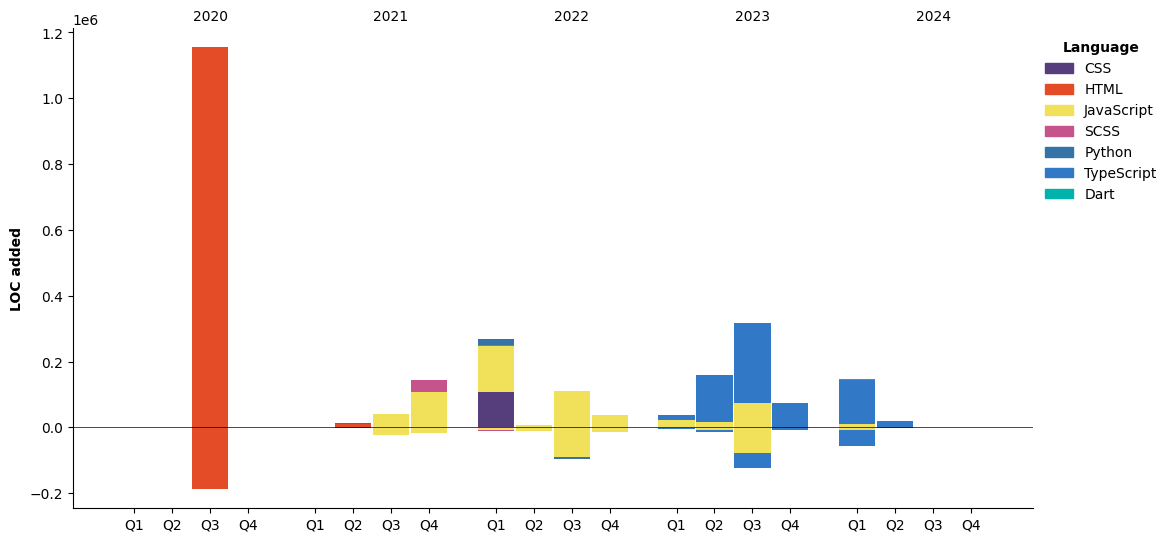 2020 2021 2022 2023 2024
1e6
1.2
1.0
0.8
0.6
0.4
0.2
0.0
−0.2
LOC added
Q1 Q2 Q3 Q4 Q1 Q2 Q3 Q4 Q1 Q2 Q3 Q4 Q1 Q2 Q3 Q4 Q1 Q2 Q3 Q4
Language
CSS
HTML
JavaScript
SCSS
Python
TypeScript
Dart